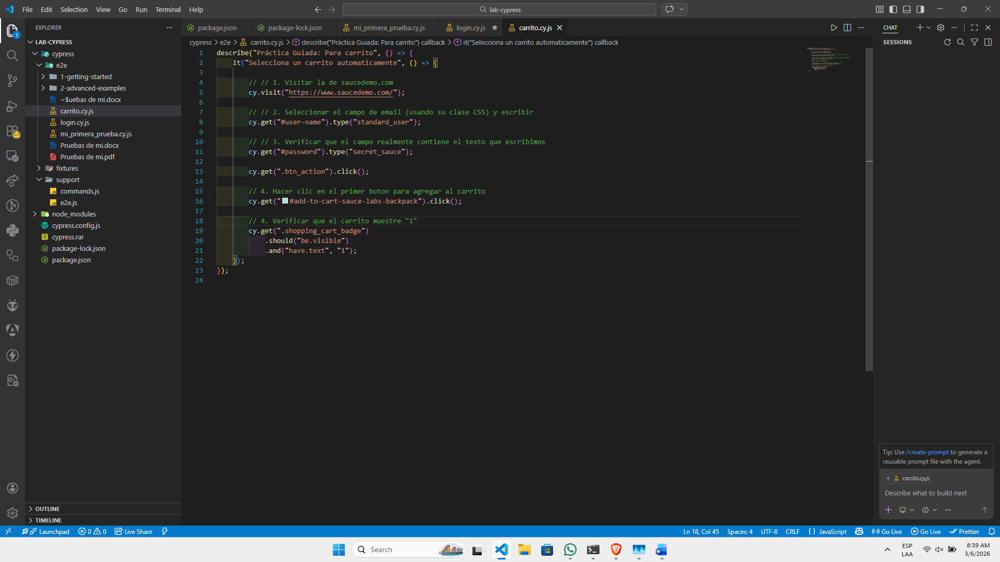 File Edit Selection View Go Run Terminal Help
lab-cypress
EXPLORER
LAB-CYPRESS
cypress
e2e
1-getting-started
2-advanced-examples
~$uebas de mi.docx
carrito.cy.js
login.cy.js
mi_primera_prueba.cy.js
Pruebas de mi.docx
Pruebas de mi.pdf
fixtures
support
commands.js
e2e.js
node_modules
cypress.config.js
cypress.rar
package-lock.json
package.json
OUTLINE
TIMELINE
package.json package-lock.json mi_primera_prueba.cy.js login.cy.js carrito.cy.js
cypress > e2e > carrito.cy.js > describe("Práctica Guiada: Para carrito") callback > it("Selecciona un carrito automaticamente") callback
1 describe("Práctica Guiada: Para carrito", () => {
2 it("Selecciona un carrito automaticamente", () => {
3
4 // // 1. Visitar la de saucedemo.com
5 cy.visit("https://www.saucedemo.com/");
6
7 // // 2. Seleccionar el campo de email (usando su clase CSS) y escribir
8 cy.get("#user-name").type("standard_user");
9
10 // // 3. Verificar que el campo realmente contiene el texto que escribimos
11 cy.get("#password").type("secret_sauce");
12
13 cy.get(".btn_action").click();
14
15 // 4. Hacer clic en el primer boton para agregar al carrito
16 cy.get("#add-to-cart-sauce-labs-backpack").click();
17
18 // 4. Verificar que el carrito muestre "1"
19 cy.get(".shopping_cart_badge")
20 .should("be.visible")
21 .and("have.text", "1");
22 });
23 });
24
CHAT
SESSIONS
Tip: Use /create-prompt to generate a
reusable prompt file with the agent.
carrito.cy.js
Describe what to build next
1
Launchpad 0 0 Live Share
Ln 18, Col 45 Spaces: 4 UTF-8 CRLF { } JavaScript Go Live Go Live Prettier
Search
ESP
LAA
8:39 AM
3/6/2026